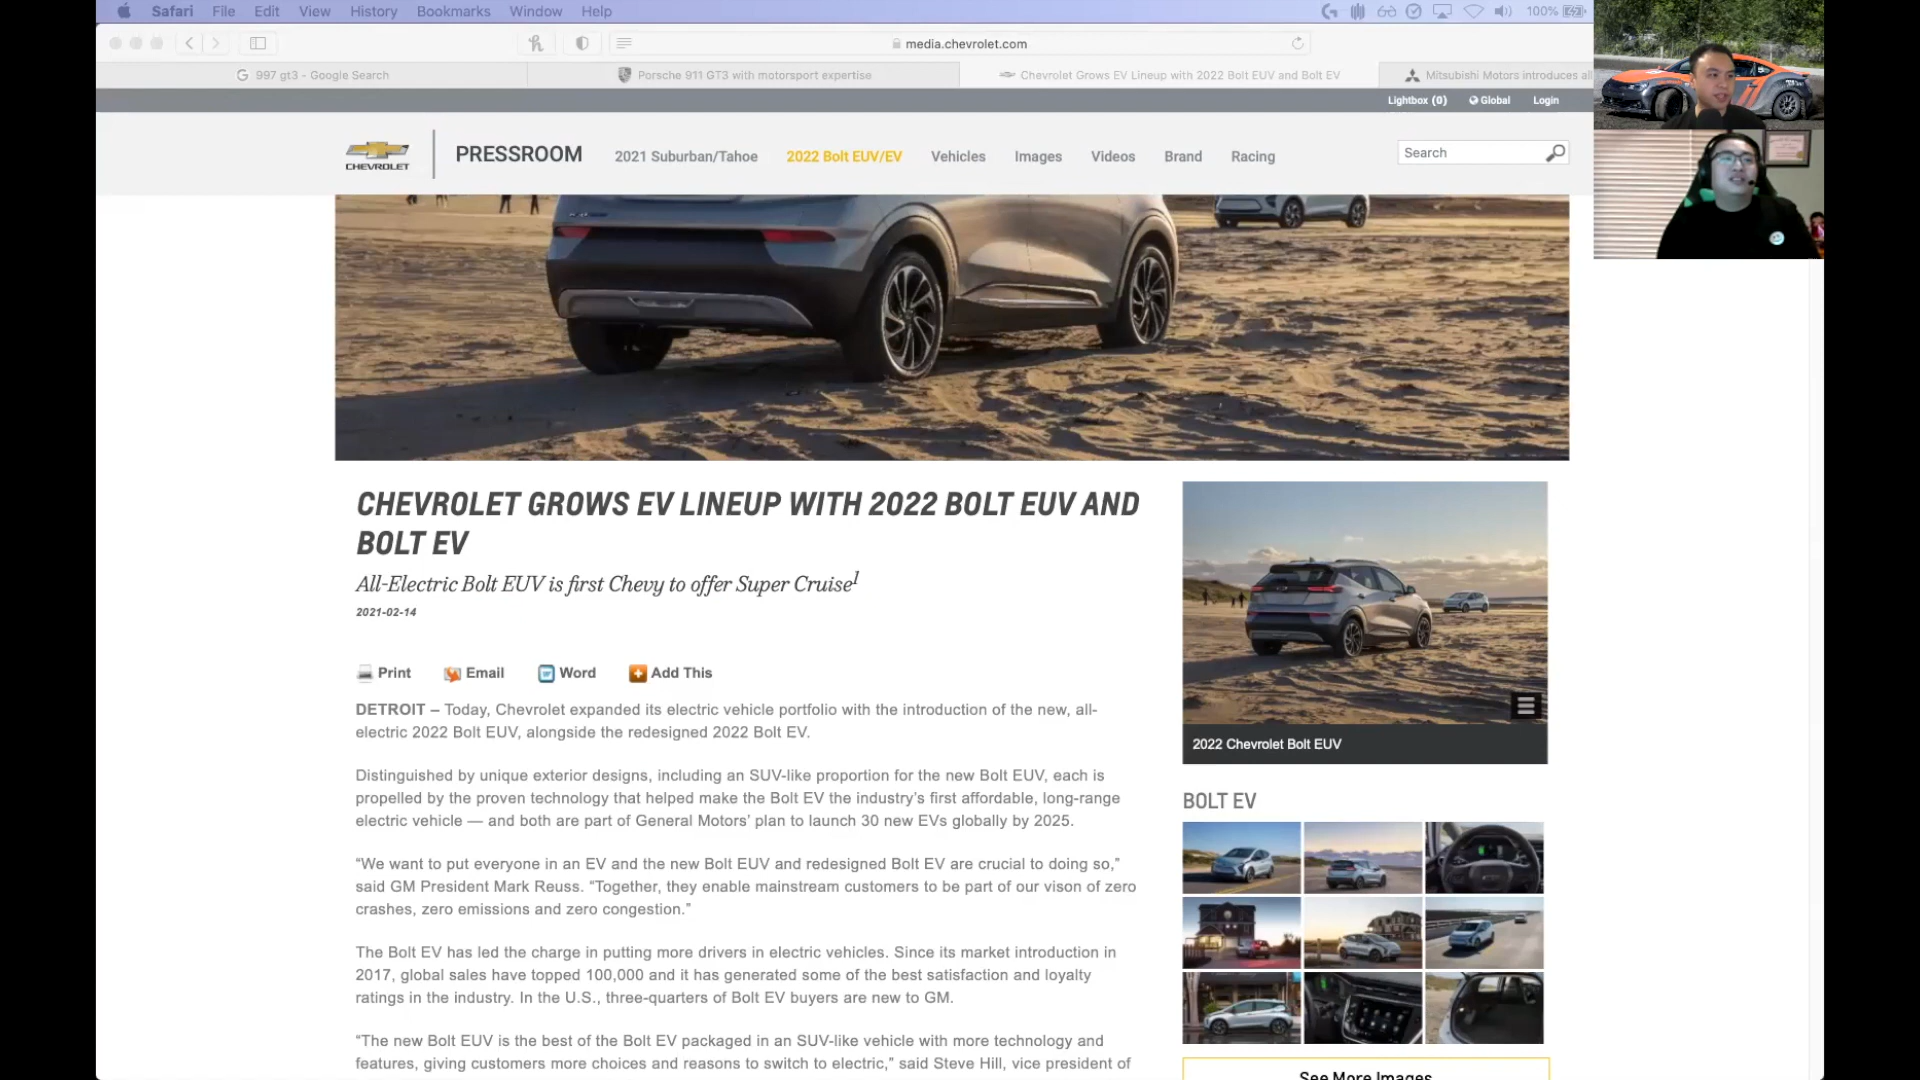 Safari File Edit View History Bookmarks Window Help 100%
media.chevrolet.com
997 gt3 - Google Search
Porsche 911 GT3 with motorsport expertise
Chevrolet Grows EV Lineup with 2022 Bolt EUV and Bolt EV
Mitsubishi Motors introduces all
Lightbox (0) Global Login
CHEVROLET
PRESSROOM 2021 Suburban/Tahoe 2022 Bolt EUV/EV Vehicles Images Videos Brand Racing
Search
CHEVROLET GROWS EV LINEUP WITH 2022 BOLT EUV AND
BOLT EV
All-Electric Bolt EUV is first Chevy to offer Super Cruise1
2021-02-14
Print Email Word Add This
DETROIT – Today, Chevrolet expanded its electric vehicle portfolio with the introduction of the new, all-
electric 2022 Bolt EUV, alongside the redesigned 2022 Bolt EV.
Distinguished by unique exterior designs, including an SUV-like proportion for the new Bolt EUV, each is
propelled by the proven technology that helped make the Bolt EV the industry's first affordable, long-range
electric vehicle — and both are part of General Motors' plan to launch 30 new EVs globally by 2025.
“We want to put everyone in an EV and the new Bolt EUV and redesigned Bolt EV are crucial to doing so,”
said GM President Mark Reuss. “Together, they enable mainstream customers to be part of our vison of zero
crashes, zero emissions and zero congestion.”
The Bolt EV has led the charge in putting more drivers in electric vehicles. Since its market introduction in
2017, global sales have topped 100,000 and it has generated some of the best satisfaction and loyalty
ratings in the industry. In the U.S., three-quarters of Bolt EV buyers are new to GM.
“The new Bolt EUV is the best of the Bolt EV packaged in an SUV-like vehicle with more technology and
features, giving customers more choices and reasons to switch to electric,” said Steve Hill, vice president of
2022 Chevrolet Bolt EUV
BOLT EV
See More Images